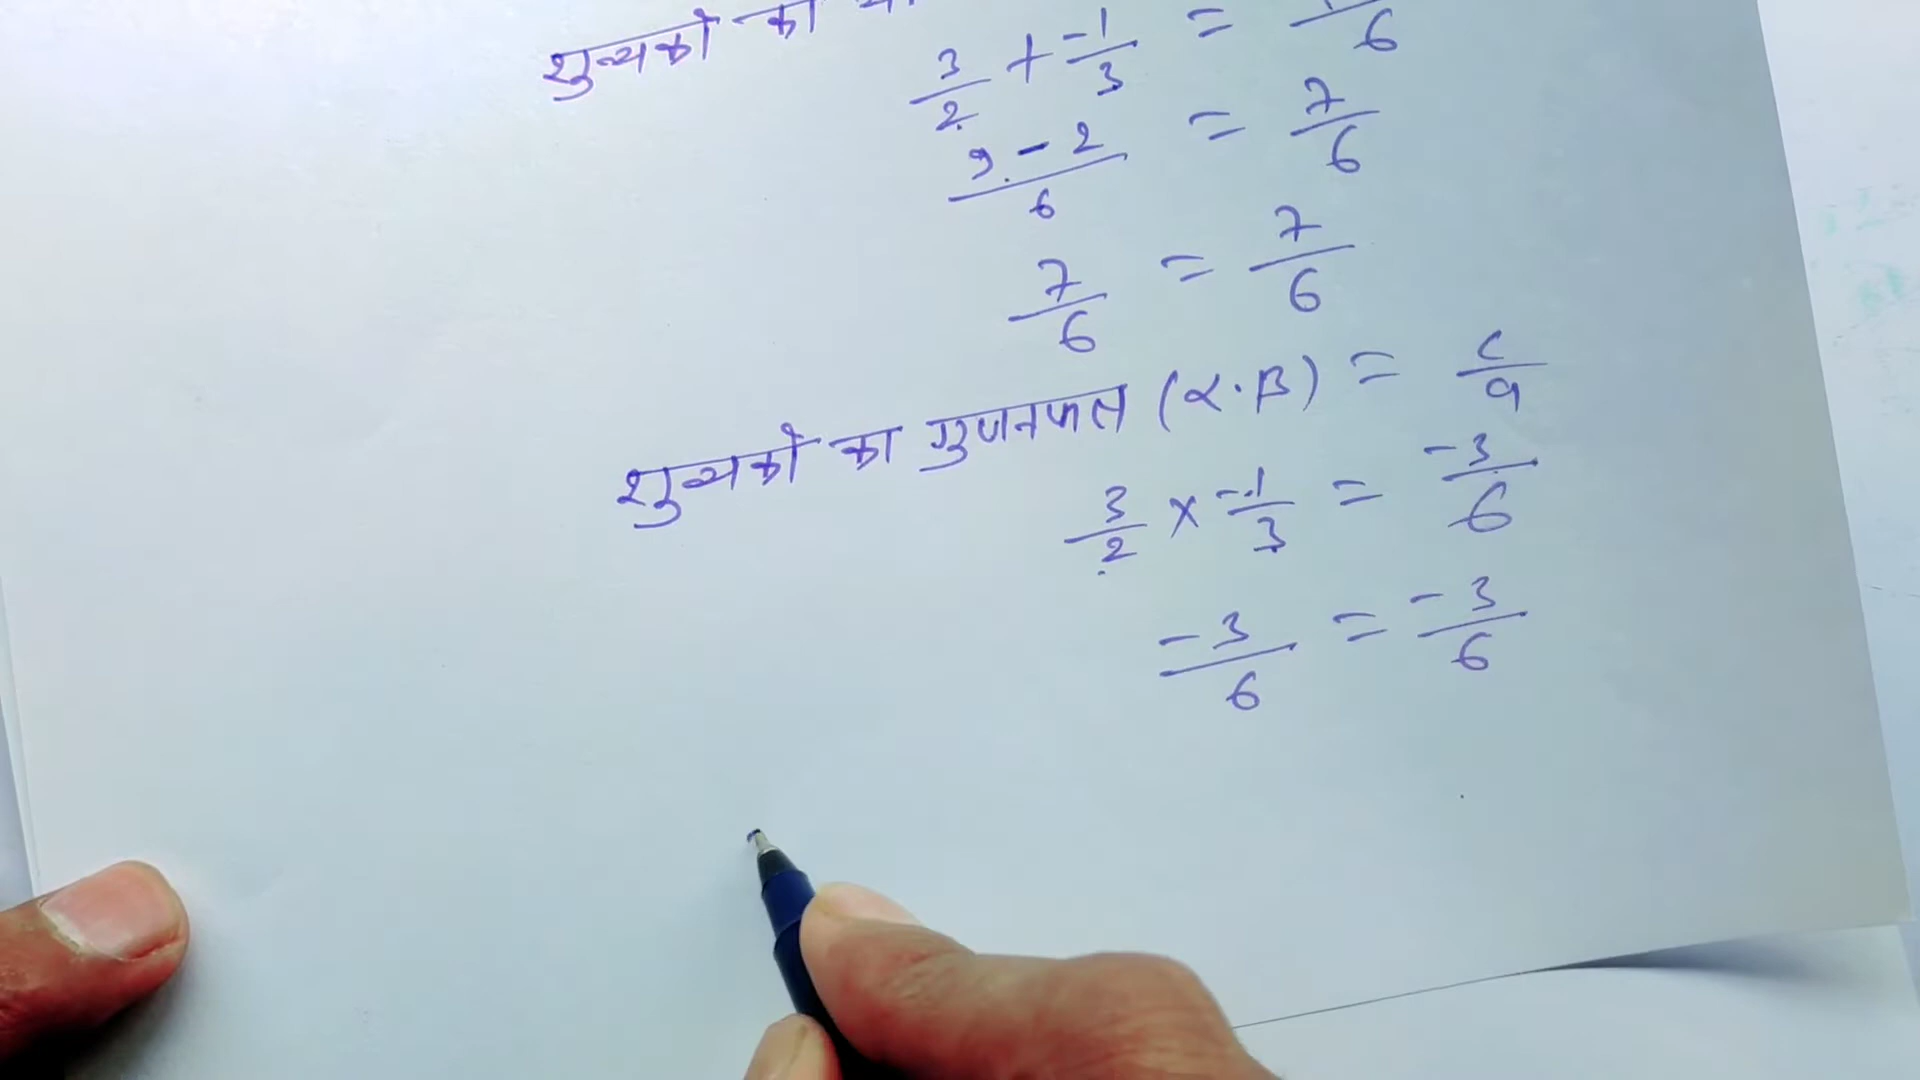 शुन्यको का
3/2 + -1/3 = /6
9 - 2/6 = 7/6
7/6 = 7/6
शुन्यको का गुणनफल (α.β) = c/a
3/2 × -1/3 = -3/6
-3/6 = -3/6